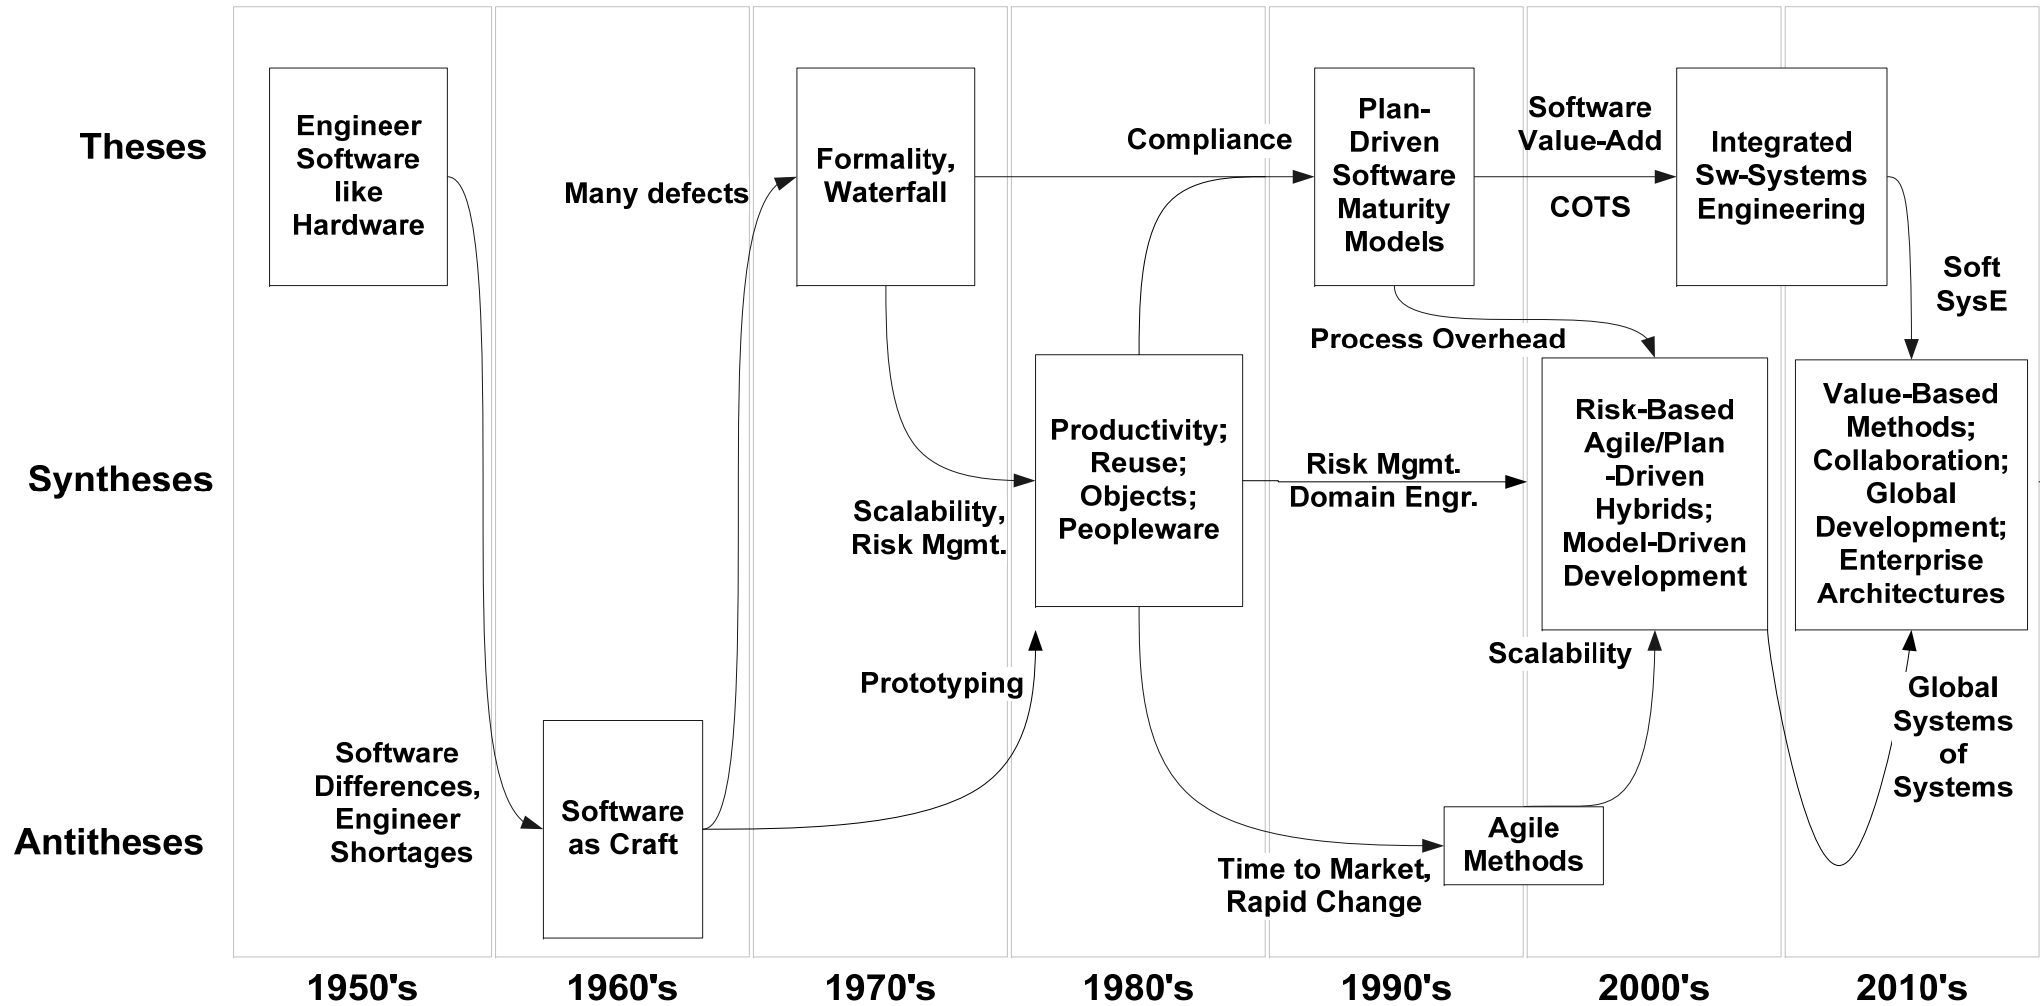 Theses
Engineer
Software
like
Hardware
Many defects
Formality,
Waterfall
Compliance
Plan-
Driven
Software
Maturity
Models
Software
Value-Add
COTS
Integrated
Sw-Systems
Engineering
Soft
SysE
Process Overhead
Syntheses
Scalability,
Risk Mgmt.
Productivity;
Reuse;
Objects;
Peopleware
Risk Mgmt.
Domain Engr.
Risk-Based
Agile/Plan
-Driven
Hybrids;
Model-Driven
Development
Value-Based
Methods;
Collaboration;
Global
Development;
Enterprise
Architectures
Prototyping
Scalability
Global
Systems
of
Systems
Antitheses
Software
Differences,
Engineer
Shortages
Software
as Craft
Time to Market,
Rapid Change
Agile
Methods
1950's
1960's
1970's
1980's
1990's
2000's
2010's